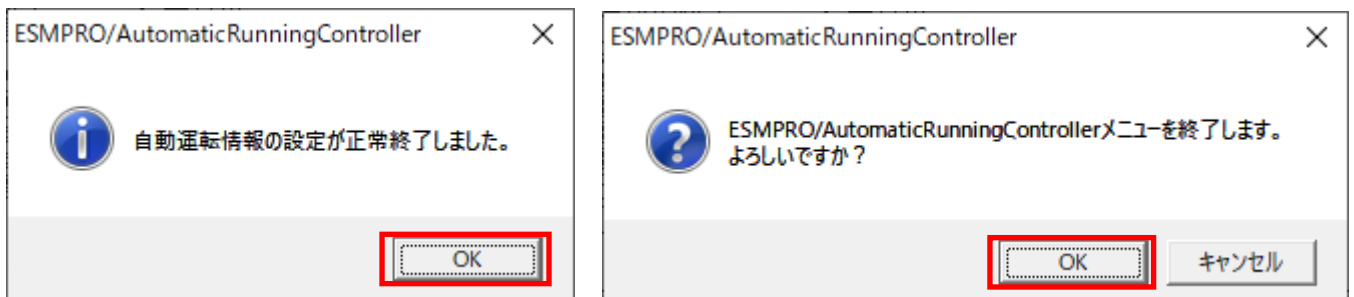 ESMPRO/AutomaticRunningController
自動運転情報の設定が正常終了しました。
OK
ESMPRO/AutomaticRunningController
ESMPRO/AutomaticRunningControllerメニューを終了します。
よろしいですか？
OK
キャンセル